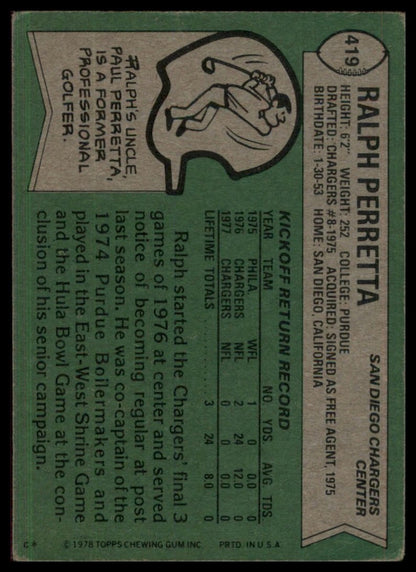 419
RALPH PERRETTA
SAN DIEGO CHARGERS
CENTER
HEIGHT: 6'2" WEIGHT: 252 COLLEGE: PURDUE
DRAFTED: CHARGERS #8-1975 ACQUIRED: SIGNED AS FREE AGENT, 1975
BIRTHDATE: 1-30-53 HOME: SAN DIEGO, CALIFORNIA
RALPH'S UNCLE,
PAUL PERRETTA,
IS A FORMER
PROFESSIONAL
GOLFER.
KICKOFF RETURN RECORD
YEAR TEAM NO. YDS. AVG. TDS
1975 PHILA. WFL 1 0 0.0 0
1976 CHARGERS NFL 2 24 12.0 0
1977 CHARGERS NFL 0 0 0.0 0
LIFETIME TOTALS 3 24 8.0 0
Ralph started the Chargers' final 3
games of 1976 at center and served
notice of becoming regular at post
last season. He was co-captain of the
1974 Purdue Boilermakers and
played in the East-West Shrine Game
and the Hula Bowl Game at the con-
clusion of his senior campaign.
C* © 1978 TOPPS CHEWING GUM INC. PRTD. IN U.S.A.